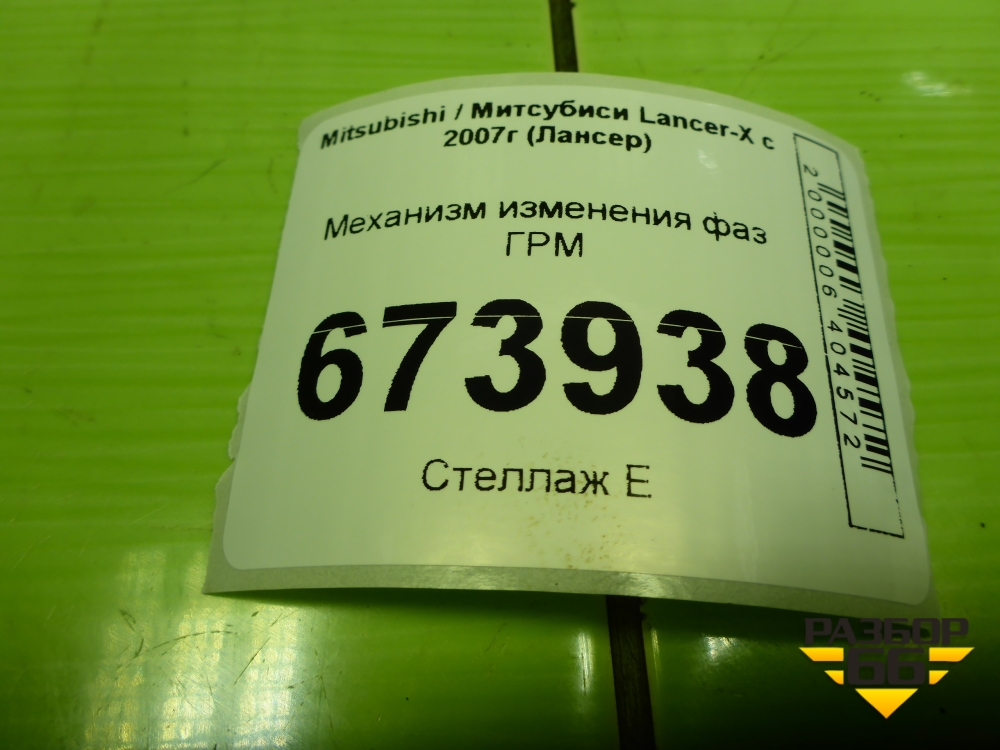 Mitsubishi / Митсубиси Lancer-X с
2007г (Лансер)
Механизм изменения фаз
ГРМ
673938
Стеллаж Е
2000006404572
РАЗБОР
66